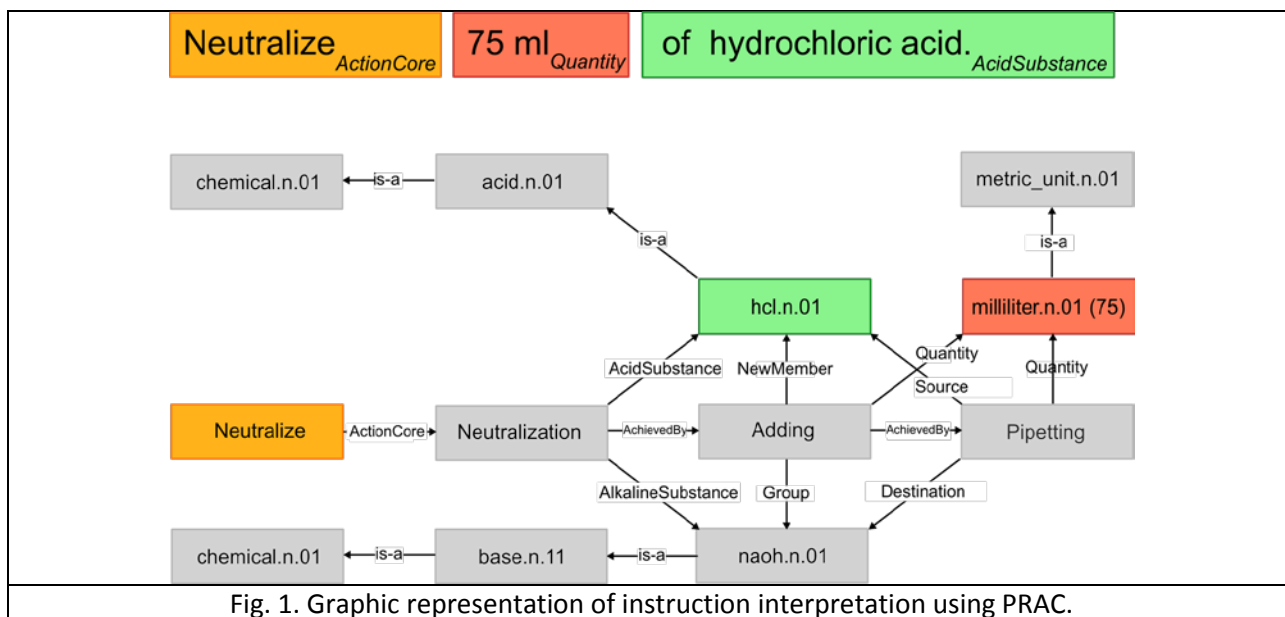 Neutralize ActionCore 75 ml Quantity of hydrochloric acid. AcidSubstance
chemical.n.01 is-a acid.n.01 metric_unit.n.01
is-a is-a
hcl.n.01 milliliter.n.01 (75)
AcidSubstance NewMember Quantity Source Quantity
Neutralize ActionCore Neutralization AchievedBy Adding AchievedBy Pipetting
AlkalineSubstance Group Destination
chemical.n.01 is-a base.n.11 is-a naoh.n.01
Fig. 1. Graphic representation of instruction interpretation using PRAC.